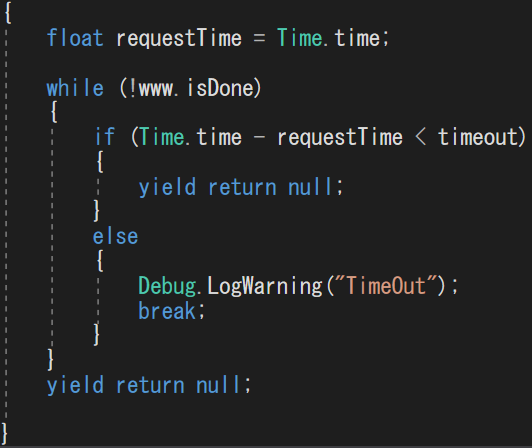 {
float requestTime = Time.time;
while (!www.isDone)
{
if (Time.time - requestTime < timeout)
{
yield return null;
}
else
{
Debug.LogWarning("TimeOut");
break;
}
}
yield return null;
}